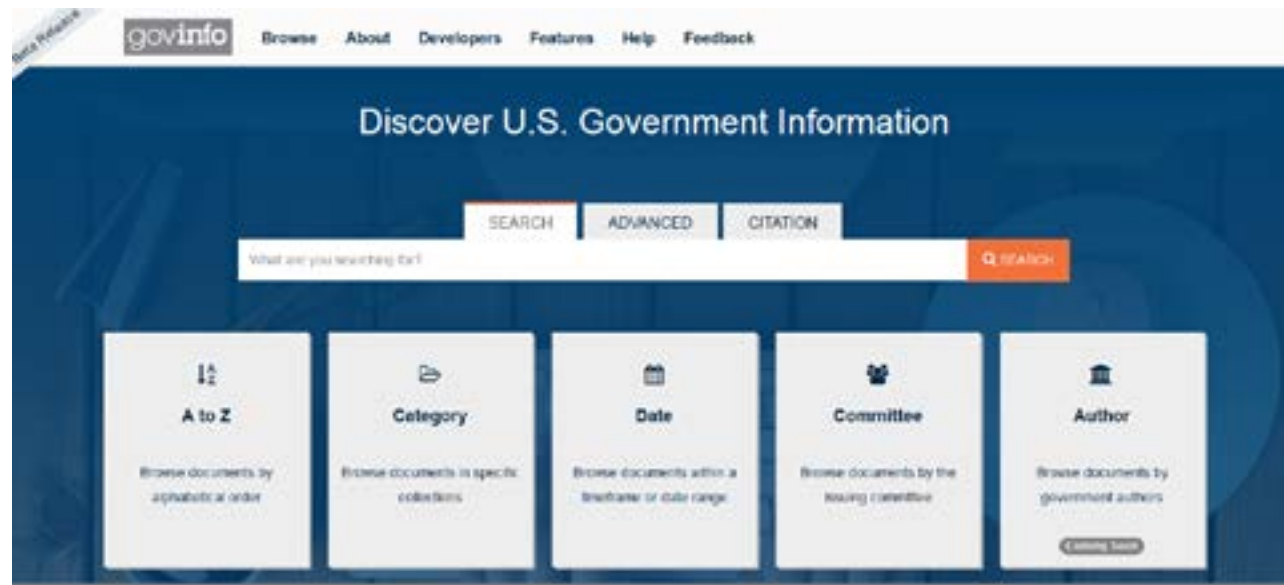 Beta Release
govinfo Browse About Developers Features Help Feedback
Discover U.S. Government Information
SEARCH ADVANCED CITATION
What are you searching for? SEARCH
A to Z Category Date Committee Author
Browse documents by Browse documents in specific Browse documents within a Browse documents by the Browse documents by
alphabetical order collections timeframe or date range issuing committee government authors
Coming Soon